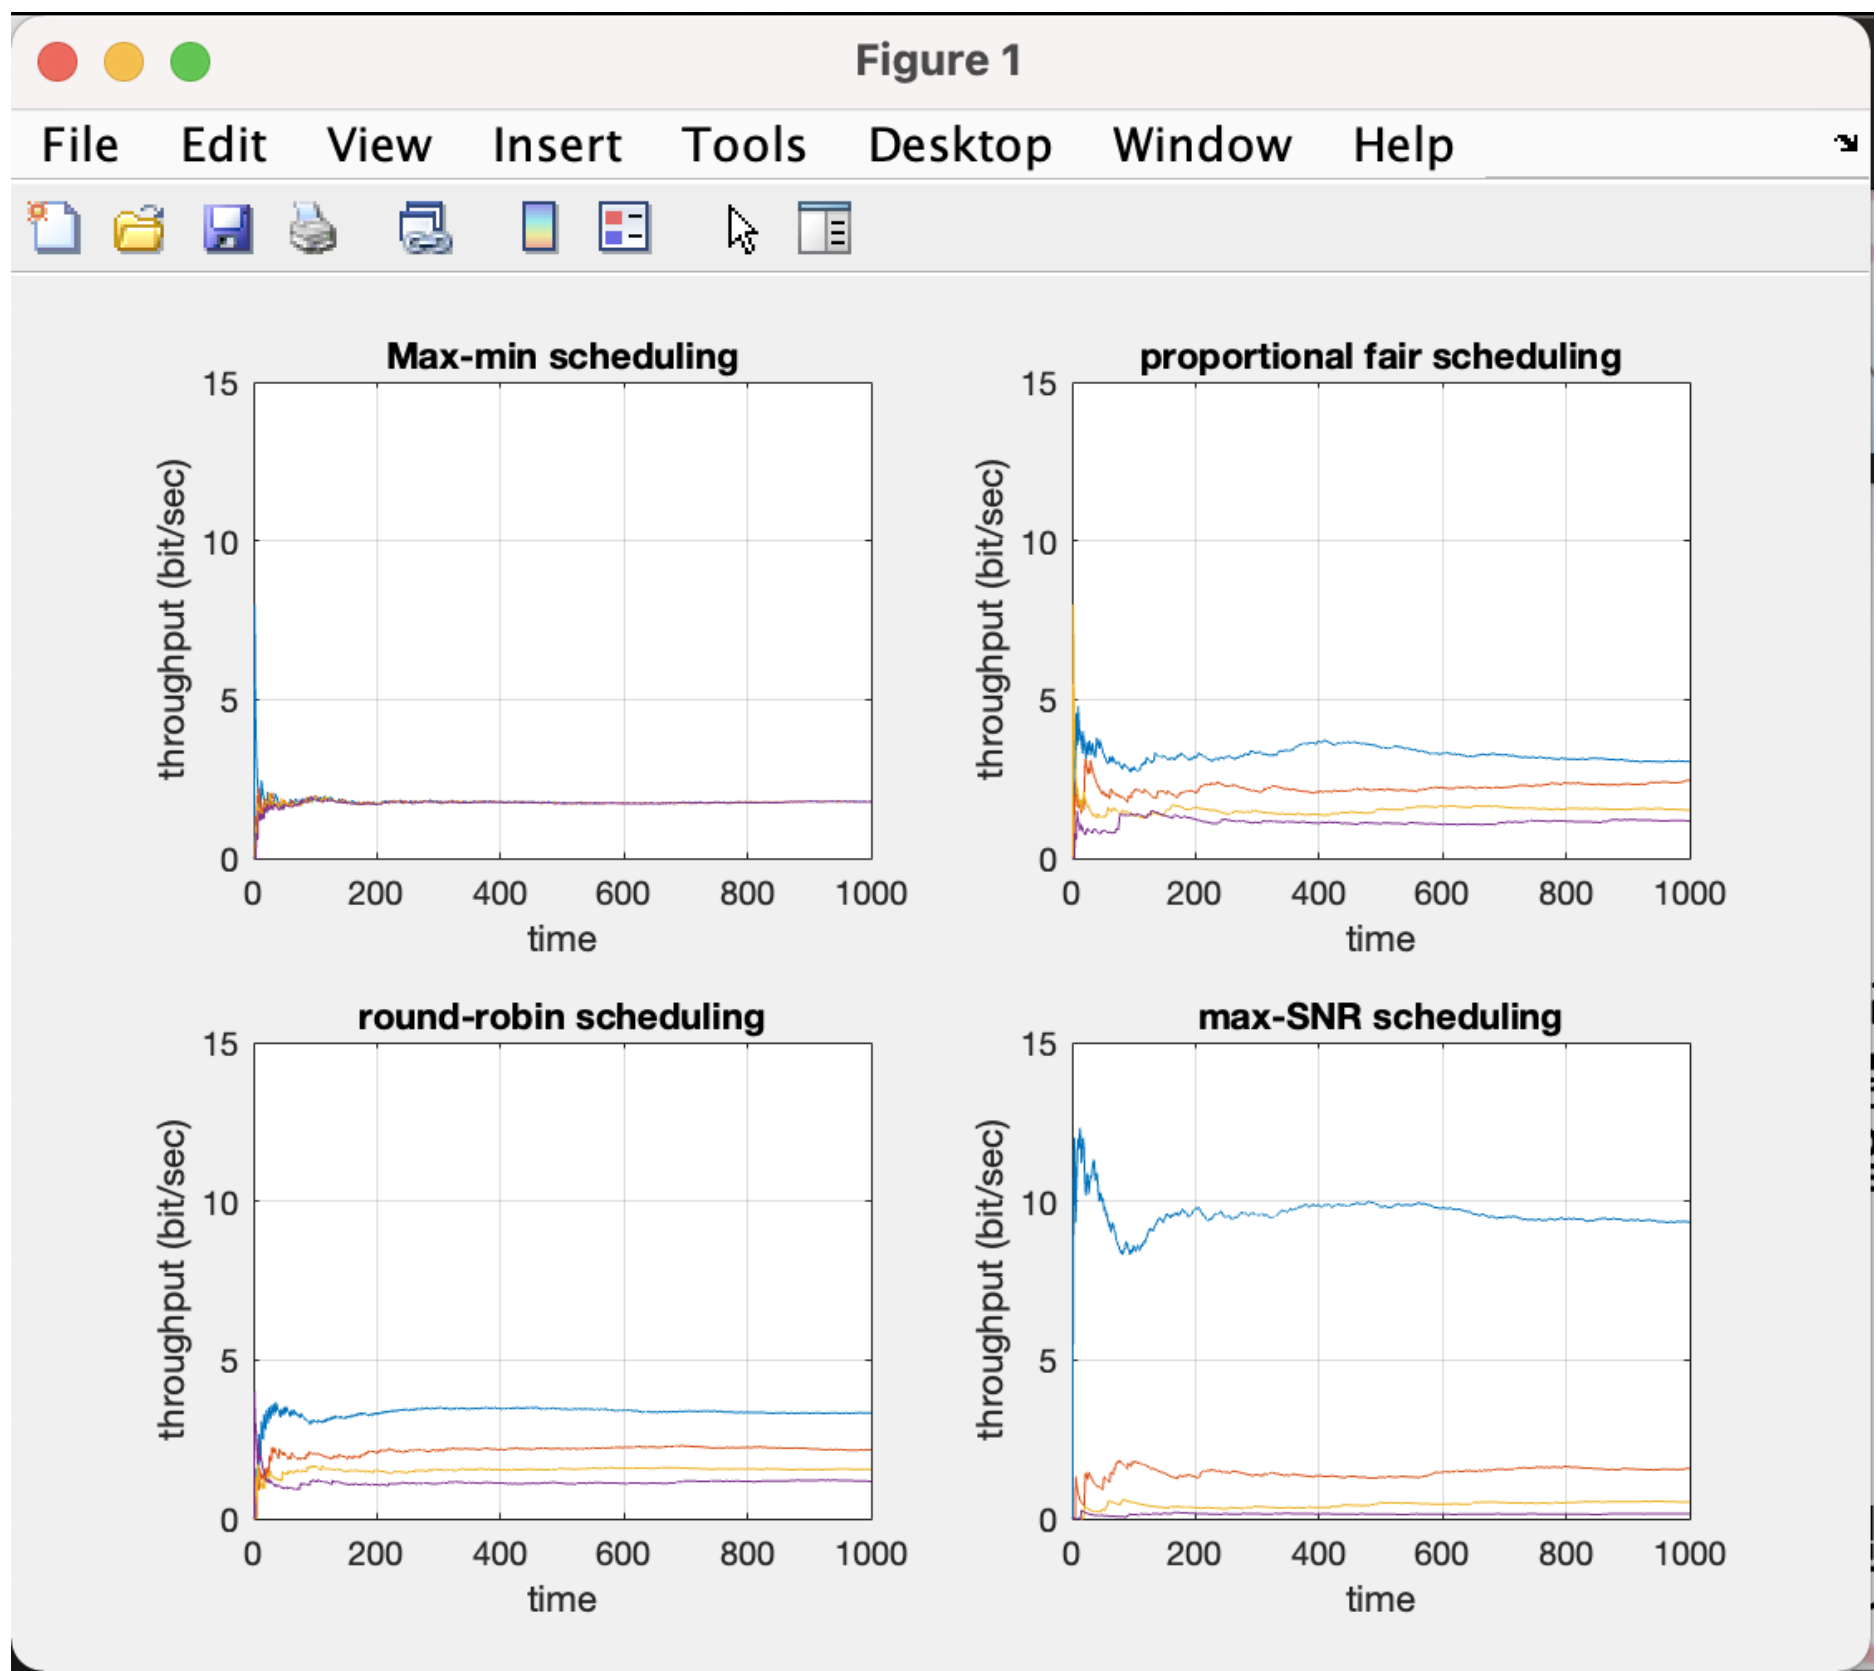 Figure 1
File Edit View Insert Tools Desktop Window Help
Max-min scheduling
15
10
5
0
throughput (bit/sec)
0 200 400 600 800 1000
time
proportional fair scheduling
15
10
5
0
throughput (bit/sec)
0 200 400 600 800 1000
time
round-robin scheduling
15
10
5
0
throughput (bit/sec)
0 200 400 600 800 1000
time
max-SNR scheduling
15
10
5
0
throughput (bit/sec)
0 200 400 600 800 1000
time